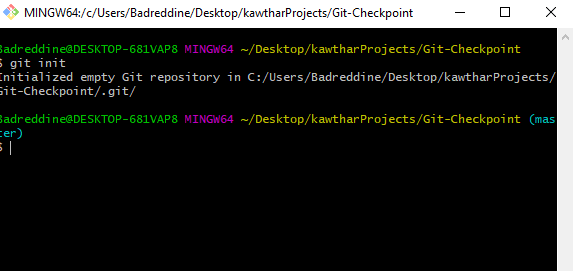 MINGW64:/c/Users/Badreddine/Desktop/kawtharProjects/Git-Checkpoint
Badreddine@DESKTOP-681VAP8 MINGW64 ~/Desktop/kawtharProjects/Git-Checkpoint
$ git init
Initialized empty Git repository in C:/Users/Badreddine/Desktop/kawtharProjects/
Git-Checkpoint/.git/
Badreddine@DESKTOP-681VAP8 MINGW64 ~/Desktop/kawtharProjects/Git-Checkpoint (mas
ter)
$